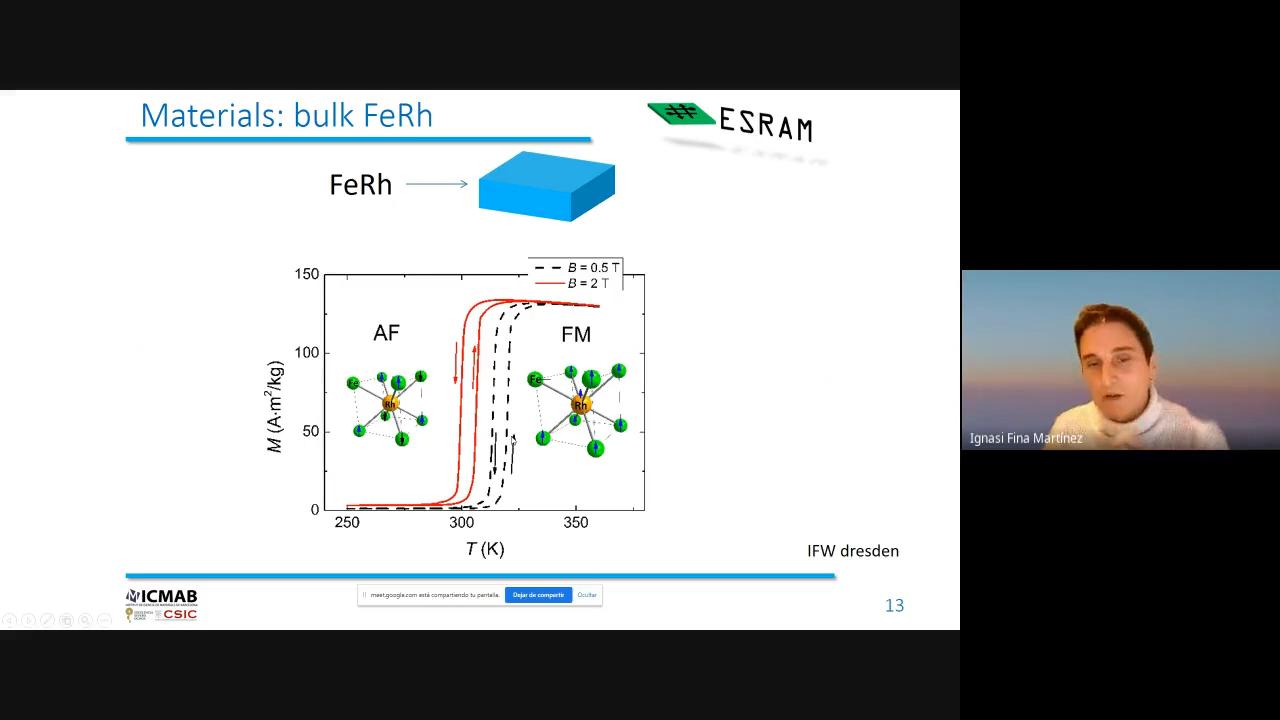 Materials: bulk FeRh
ESRAM
FeRh
B = 0.5 T
B = 2 T
150
100
50
0
AF
FM
Fe
Rh
Fe
Rh
M (A·m²/kg)
250
300
350
T (K)
IFW dresden
Ignasi Fina Martínez
meet.google.com está compartiendo tu pantalla.
Dejar de compartir
Ocultar
ICMAB
CSIC
13